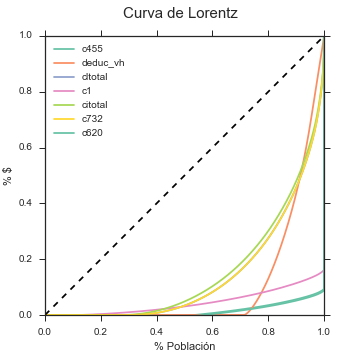 Curva de Lorentz
1.0
0.8
0.6
0.4
0.2
0.0
% $
c455
deduc_vh
cltotal
c1
citotal
c732
c620
0.0 0.2 0.4 0.6 0.8 1.0
% Población